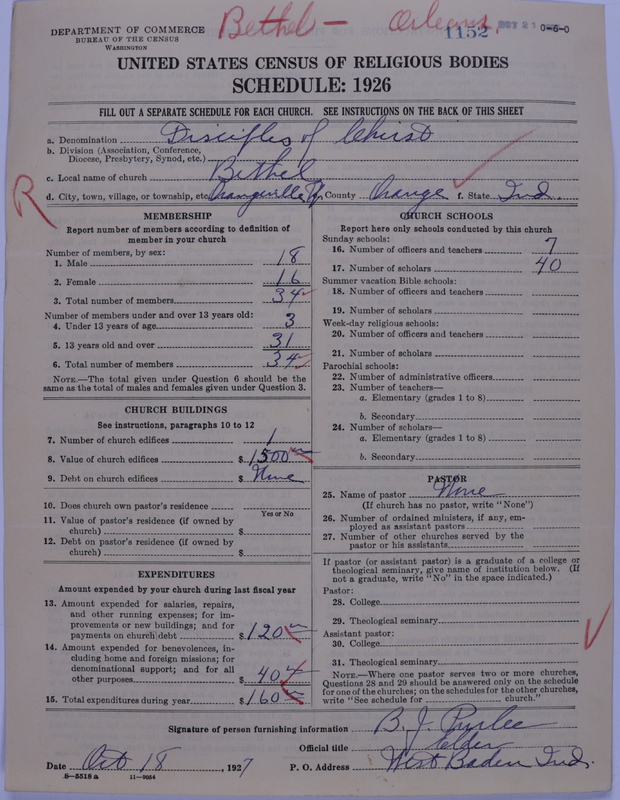 Bethel - Orleans.
1152 OCT 21 0-6-0
DEPARTMENT OF COMMERCE
BUREAU OF THE CENSUS
WASHINGTON
UNITED STATES CENSUS OF RELIGIOUS BODIES
SCHEDULE: 1926
FILL OUT A SEPARATE SCHEDULE FOR EACH CHURCH. SEE INSTRUCTIONS ON THE BACK OF THIS SHEET
a. Denomination Disciples of Christ
b. Division (Association, Conference,
Diocese, Presbytery, Synod, etc.)
c. Local name of church Bethel
d. City, town, village, or township, etc. Orangeville Tp. County Orange f. State Ind.
R
MEMBERSHIP
Report number of members according to definition of
member in your church
Number of members, by sex:
1. Male 18
2. Female 16
3. Total number of members 34
Number of members under and over 13 years old:
4. Under 13 years of age 3
5. 13 years old and over 31
6. Total number of members 34
NOTE.—The total given under Question 6 should be the
same as the total of males and females given under Question 3.
CHURCH BUILDINGS
See instructions, paragraphs 10 to 12
7. Number of church edifices 1
8. Value of church edifices $ 1500
9. Debt on church edifices $ None
10. Does church own pastor's residence
Yes or No
11. Value of pastor's residence (if owned by
church) $
12. Debt on pastor's residence (if owned by
church) $
EXPENDITURES
Amount expended by your church during last fiscal year
13. Amount expended for salaries, repairs,
and other running expenses; for im-
provements or new buildings; and for
payments on church debt $ 120
14. Amount expended for benevolences, in-
cluding home and foreign missions; for
denominational support; and for all
other purposes $ 40
15. Total expenditures during year $ 160
CHURCH SCHOOLS
Report here only schools conducted by this church
Sunday schools:
16. Number of officers and teachers 7
17. Number of scholars 40
Summer vacation Bible schools:
18. Number of officers and teachers
19. Number of scholars
Week-day religious schools:
20. Number of officers and teachers
21. Number of scholars
Parochial schools:
22. Number of administrative officers
23. Number of teachers—
a. Elementary (grades 1 to 8)
b. Secondary
24. Number of scholars—
a. Elementary (grades 1 to 8)
b. Secondary
PASTOR
25. Name of pastor None
(If church has no pastor, write "None")
26. Number of ordained ministers, if any, em-
ployed as assistant pastors
27. Number of other churches served by the
pastor or his assistants
If pastor (or assistant pastor) is a graduate of a college or
theological seminary, give name of institution below. (If
not a graduate, write "No" in the space indicated.)
Pastor:
28. College
29. Theological seminary
Assistant pastor:
30. College
31. Theological seminary
NOTE.—Where one pastor serves two or more churches,
Questions 28 and 29 should be answered only on the schedule
for one of the churches; on the schedules for the other churches,
write "See schedule for church."
Signature of person furnishing information B. J. Purlee
Official title Elder
Date Oct 18, 1927 P. O. Address West Baden Ind.
8-5518 a 11-9054